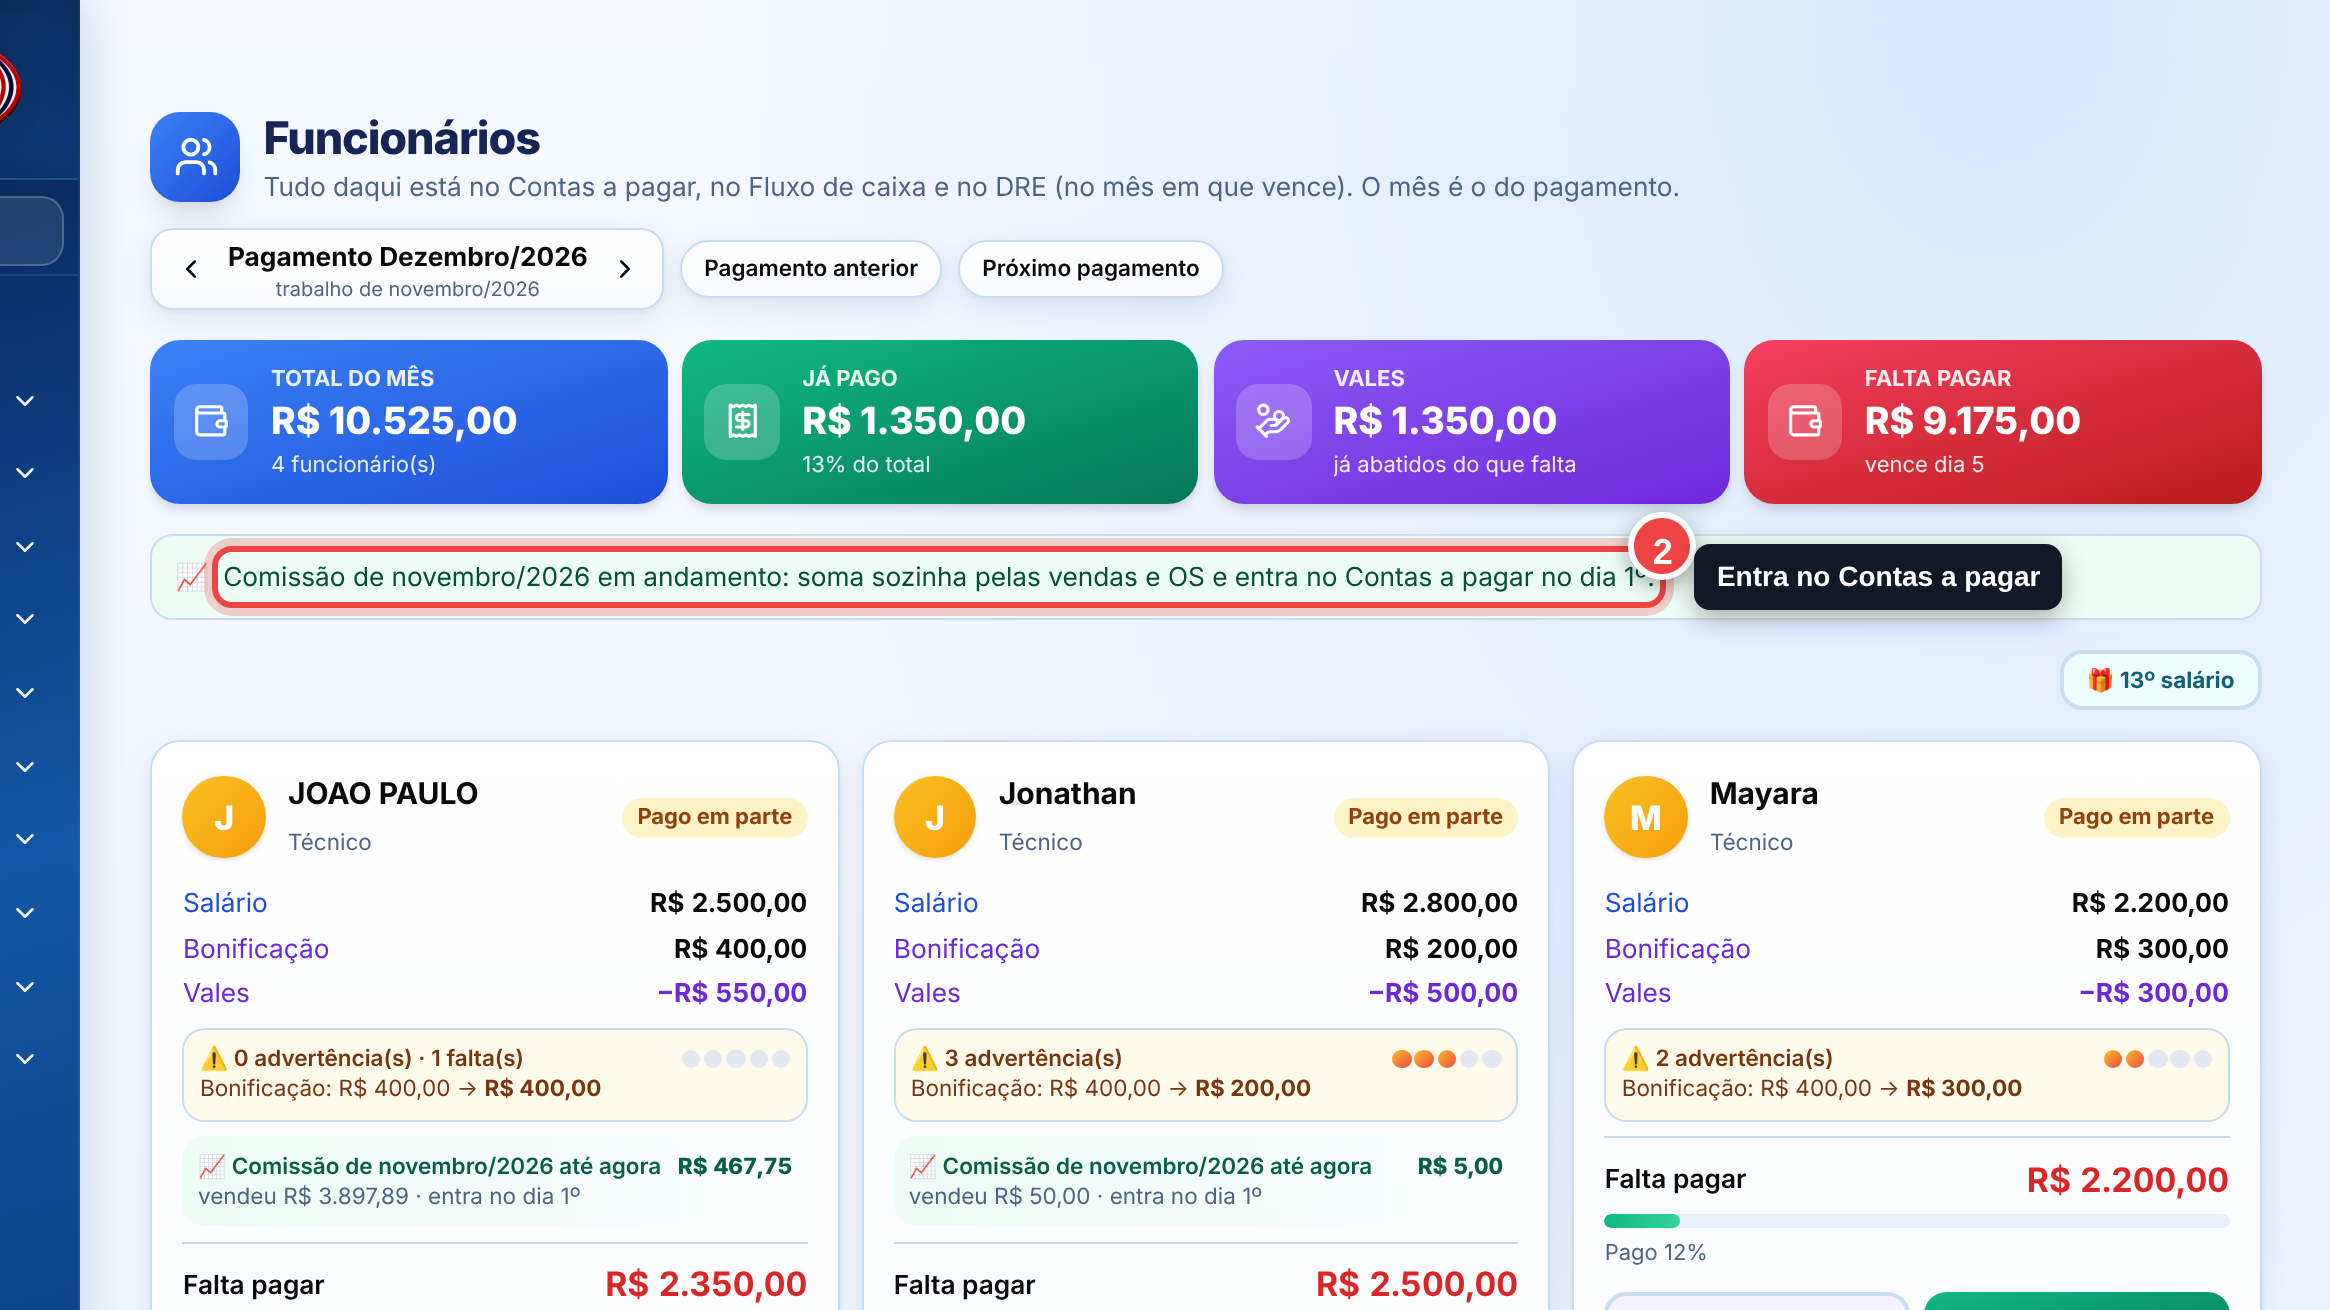 Funcionários
Tudo daqui está no Contas a pagar, no Fluxo de caixa e no DRE (no mês em que vence). O mês é o do pagamento.
Pagamento Dezembro/2026
trabalho de novembro/2026
Pagamento anterior
Próximo pagamento
TOTAL DO MÊS
R$ 10.525,00
4 funcionário(s)
JÁ PAGO
R$ 1.350,00
13% do total
VALES
R$ 1.350,00
já abatidos do que falta
FALTA PAGAR
R$ 9.175,00
vence dia 5
📈 Comissão de novembro/2026 em andamento: soma sozinha pelas vendas e OS e entra no Contas a pagar no dia 1º.
2
Entra no Contas a pagar
🎁 13º salário
J
JOAO PAULO
Técnico
Pago em parte
Salário R$ 2.500,00
Bonificação R$ 400,00
Vales −R$ 550,00
⚠️ 0 advertência(s) · 1 falta(s)
Bonificação: R$ 400,00 → R$ 400,00
📈 Comissão de novembro/2026 até agora R$ 467,75
vendeu R$ 3.897,89 · entra no dia 1º
Falta pagar R$ 2.350,00
J
Jonathan
Técnico
Pago em parte
Salário R$ 2.800,00
Bonificação R$ 200,00
Vales −R$ 500,00
⚠️ 3 advertência(s)
Bonificação: R$ 400,00 → R$ 200,00
📈 Comissão de novembro/2026 até agora R$ 5,00
vendeu R$ 50,00 · entra no dia 1º
Falta pagar R$ 2.500,00
M
Mayara
Técnico
Pago em parte
Salário R$ 2.200,00
Bonificação R$ 300,00
Vales −R$ 300,00
⚠️ 2 advertência(s)
Bonificação: R$ 400,00 → R$ 300,00
Falta pagar R$ 2.200,00
Pago 12%